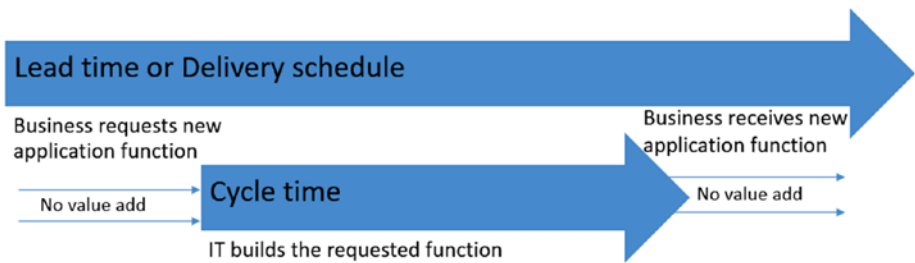 Lead time or Delivery schedule
Business requests new
application function
Business receives new
application function
No value add
Cycle time
No value add
IT builds the requested function